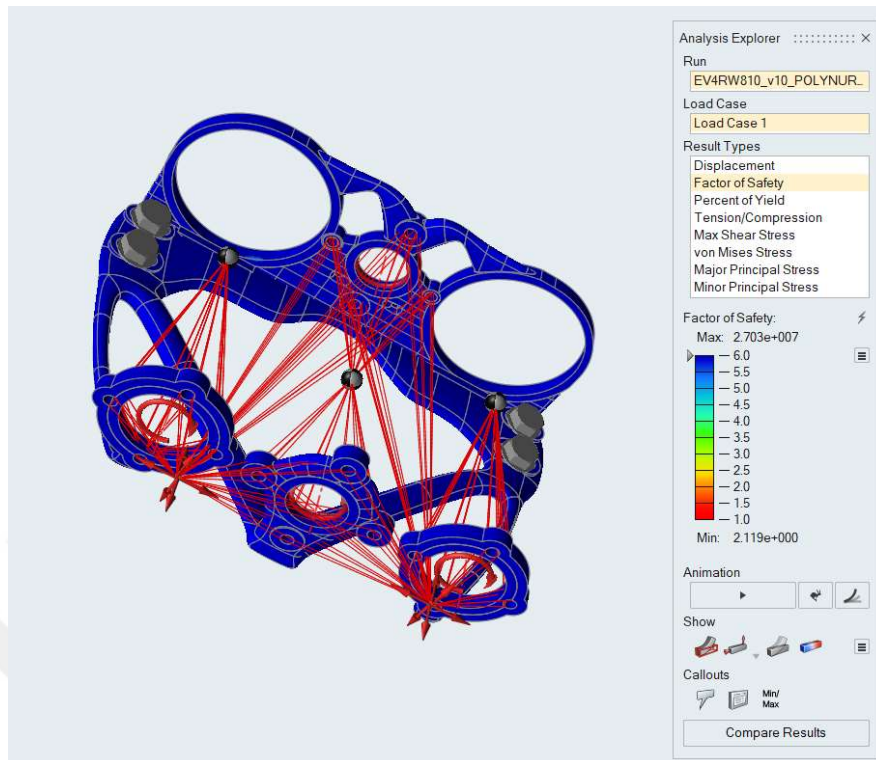 Analysis Explorer
Run
EV4RW810_v10_POLYNUR...
Load Case
Load Case 1
Result Types
Displacement
Factor of Safety
Percent of Yield
Tension/Compression
Max Shear Stress
von Mises Stress
Major Principal Stress
Minor Principal Stress
Factor of Safety:
Max: 2.703e+007
6.0
5.5
5.0
4.5
4.0
3.5
3.0
2.5
2.0
1.5
1.0
Min: 2.119e+000
Animation
Show
Callouts
Min/
Max
Compare Results